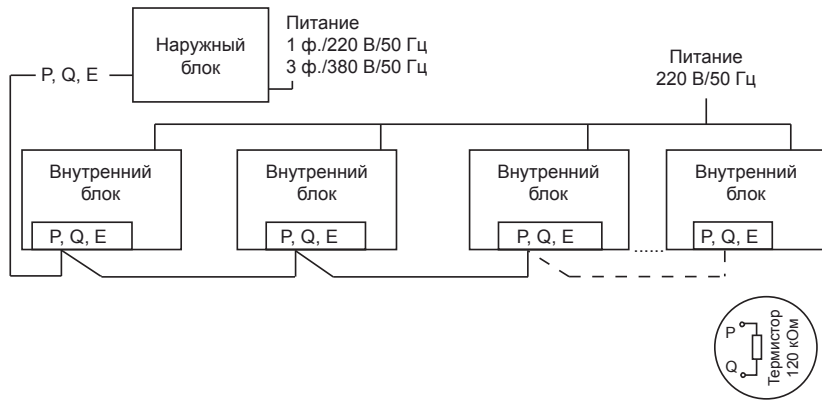 Питание
1 ф./220 В/50 Гц
3 ф./380 В/50 Гц
Наружный
блок
P, Q, E
Питание
220 В/50 Гц
Внутренний
блок
P, Q, E
Внутренний
блок
P, Q, E
Внутренний
блок
P, Q, E
Внутренний
блок
P, Q, E
P
Q
Термистор
120 кОм